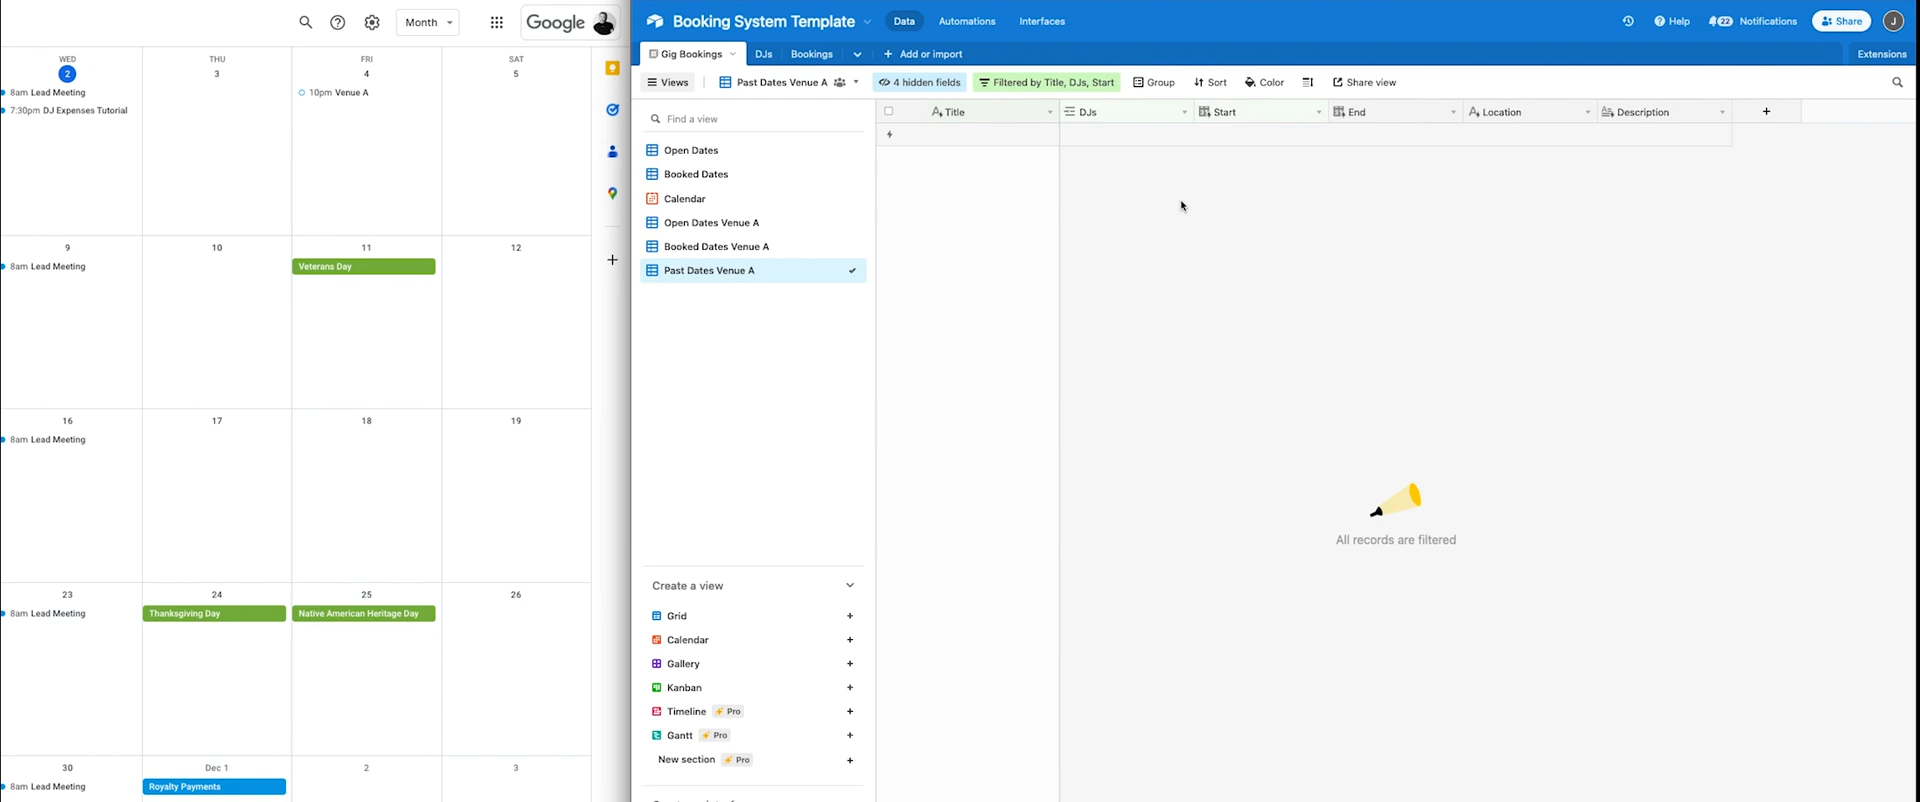 Month
Google
WED THU FRI SAT
2 3 4 5
8am Lead Meeting
10pm Venue A
7:30pm DJ Expenses Tutorial
9 10 11 12
8am Lead Meeting
Veterans Day
16 17 18 19
8am Lead Meeting
23 24 25 26
8am Lead Meeting
Thanksgiving Day
Native American Heritage Day
30 Dec 1 2 3
8am Lead Meeting
Royalty Payments
Booking System Template
Data Automations Interfaces
Help 22 Notifications Share J
Gig Bookings DJs Bookings Add or import Extensions
Views Past Dates Venue A 4 hidden fields Filtered by Title, DJs, Start Group Sort Color Share view
Find a view
Open Dates
Booked Dates
Calendar
Open Dates Venue A
Booked Dates Venue A
Past Dates Venue A
Create a view
Grid
Calendar
Gallery
Kanban
Timeline Pro
Gantt Pro
New section Pro
Title DJs Start End Location Description
All records are filtered